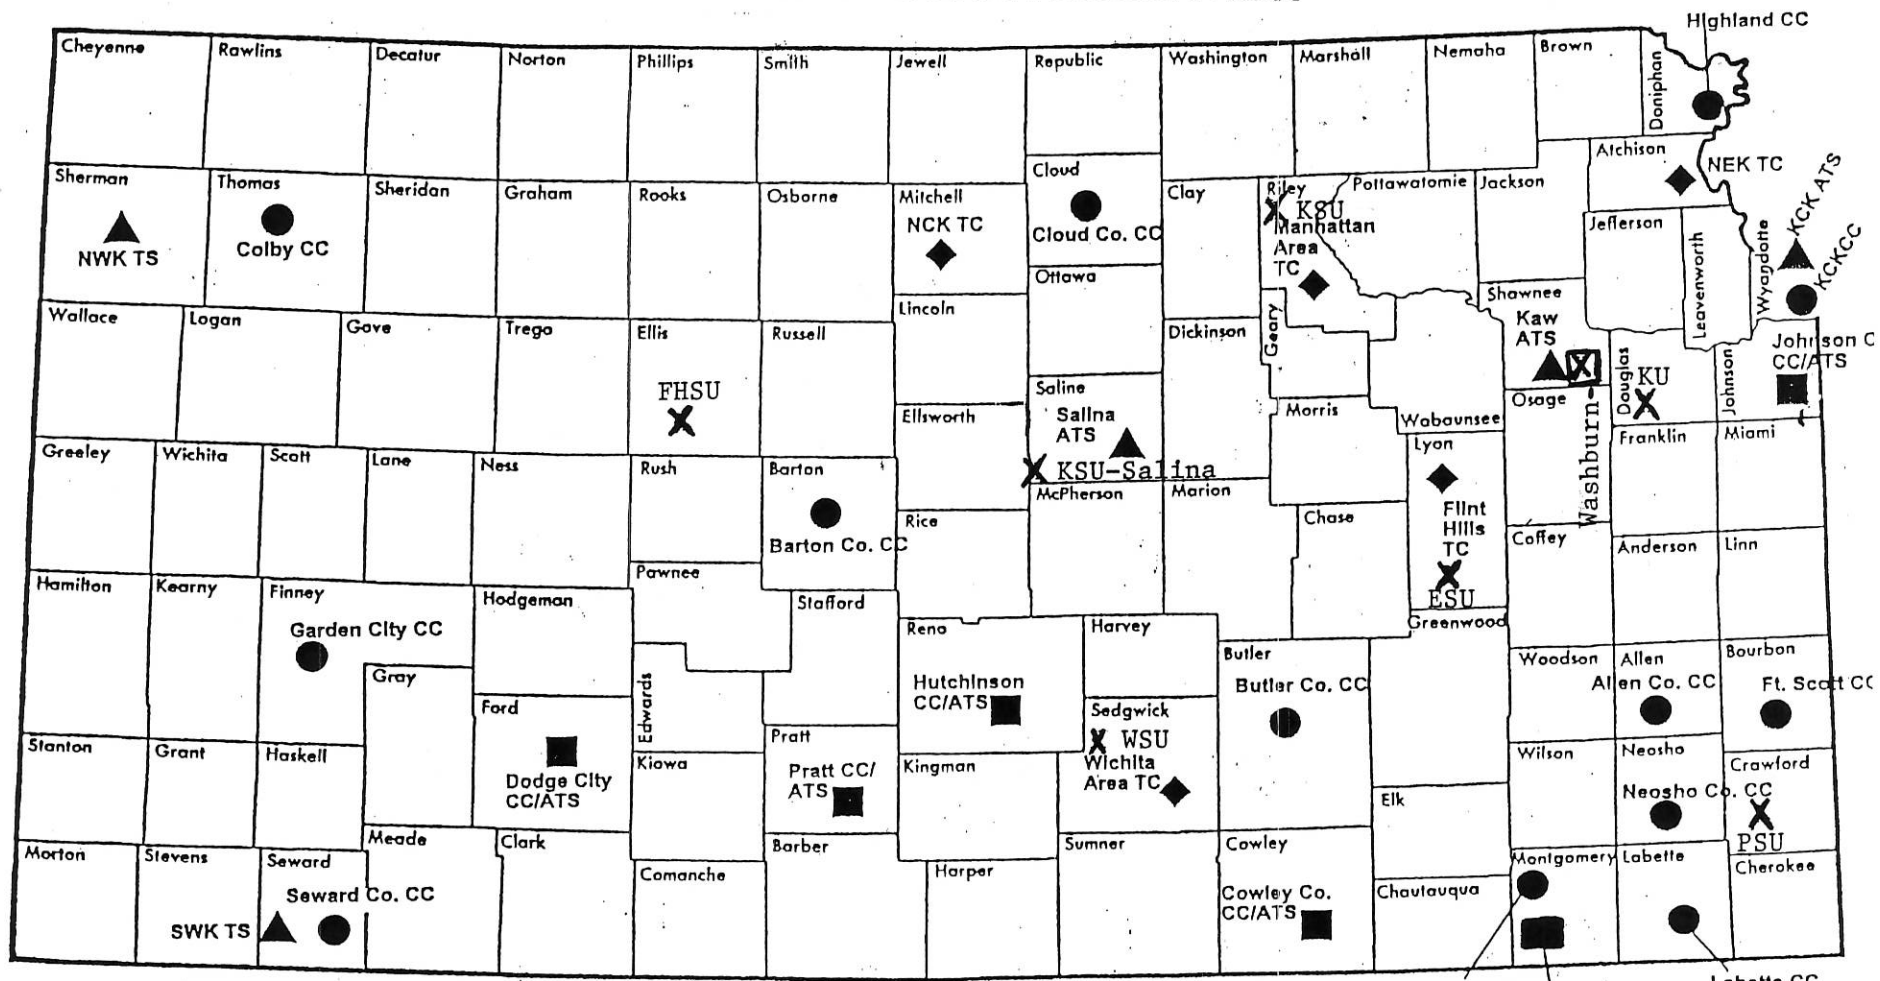 Highland CC
Cheyenne
Rawlins
Decatur
Norton
Phillips
Smith
Jewell
Republic
Washington
Marshall
Nemaha
Brown
Doniphan
Atchison
NEK TC
Sherman
NWK TS
Thomas
Colby CC
Sheridan
Graham
Rooks
Osborne
Mitchell
NCK TC
Cloud
Cloud Co. CC
Clay
Riley
KSU
Manhattan
Area
TC
Pottawatomie
Jackson
Jefferson
Leavenworth
Wyandotte
KCK ATS
KCKCC
Ottawa
Wallace
Logan
Gove
Trego
Ellis
FHSU
Russell
Lincoln
Dickinson
Geary
Shawnee
Kaw
ATS
Washburn
Douglas
KU
Johnson
Johnson C
CC/ATS
Ellsworth
Saline
Salina
ATS
KSU-Salina
Morris
Wabaunsee
Osage
Franklin
Miami
Greeley
Wichita
Scott
Lane
Ness
Rush
Barton
Barton Co. CC
Rice
McPherson
Marion
Chase
Lyon
Flint
Hills
TC
ESU
Coffey
Anderson
Linn
Hamilton
Kearny
Finney
Garden City CC
Hodgeman
Pawnee
Stafford
Reno
Hutchinson
CC/ATS
Harvey
Butler
Butler Co. CC
Greenwood
Woodson
Allen
Allen Co. CC
Bourbon
Ft. Scott CC
Gray
Ford
Dodge City
CC/ATS
Edwards
Pratt
Pratt CC/
ATS
Kiowa
Kingman
Sedgwick
WSU
Wichita
Area TC
Elk
Wilson
Neosho
Neosho Co. CC
Crawford
PSU
Stanton
Grant
Haskell
Morton
Stevens
Seward
Seward Co. CC
SWK TS
Meade
Clark
Comanche
Barber
Harper
Sumner
Cowley
Cowley Co.
CC/ATS
Chautauqua
Montgomery
Labette
Cherokee
Labette CC